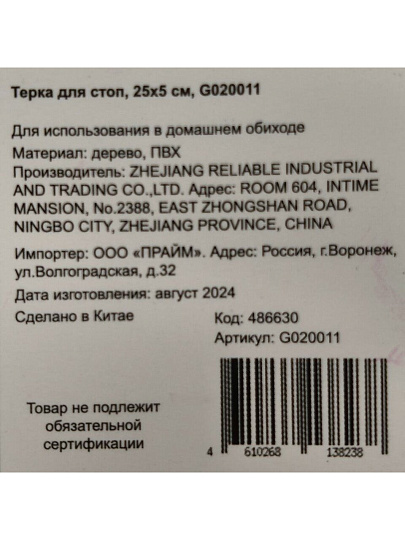 Терка для стоп, 25х5 см, G020011
Для использования в домашнем обиходе
Материал: дерево, ПВХ
Производитель: ZHEJIANG RELIABLE INDUSTRIAL
AND TRADING CO.,LTD. Адрес: ROOM 604, INTIME
MANSION, No.2388, EAST ZHONGSHAN ROAD,
NINGBO CITY, ZHEJIANG PROVINCE, CHINA
Импортер: ООО «ПРАЙМ». Адрес: Россия, г.Воронеж,
ул.Волгоградская, д.32
Дата изготовления: август 2024
Сделано в Китае
Код: 486630
Артикул: G020011
Товар не подлежит
обязательной
сертификации
4 610268 138238